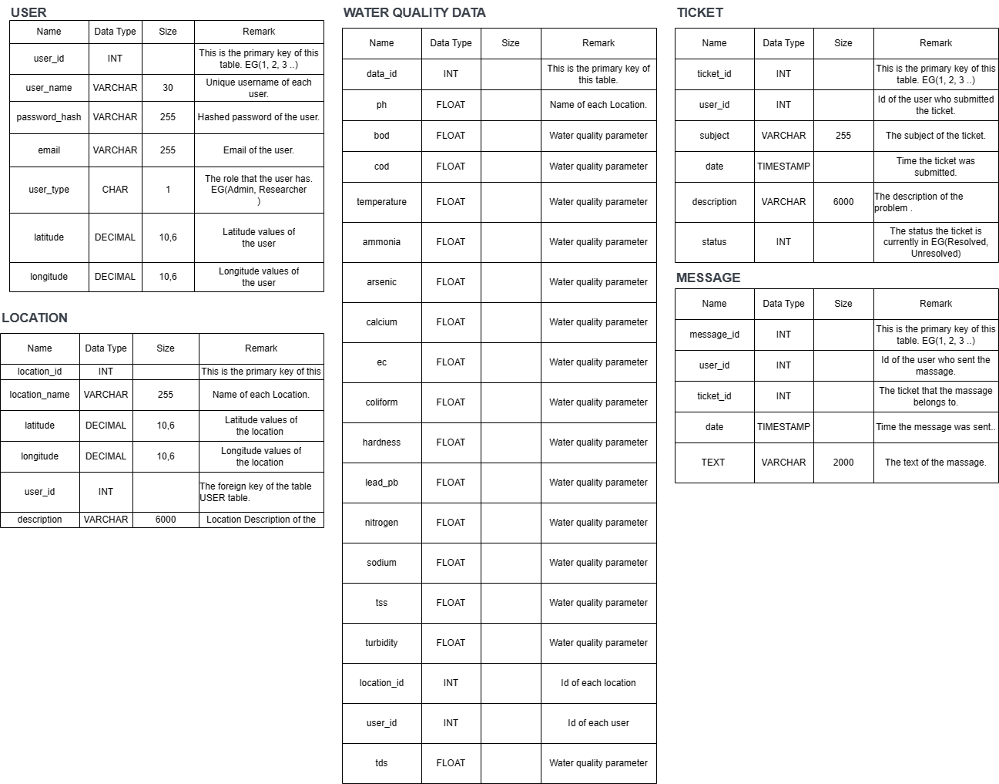 USER
Name Data Type Size Remark
user_id INT This is the primary key of this
table. EG(1, 2, 3 ..)
user_name VARCHAR 30 Unique username of each
user.
password_hash VARCHAR 255 Hashed password of the user.
email VARCHAR 255 Email of the user.
user_type CHAR 1 The role that the user has.
EG(Admin, Researcher
)
latitude DECIMAL 10,6 Latitude values of
the user
longitude DECIMAL 10,6 Longitude values of
the user
LOCATION
Name Data Type Size Remark
location_id INT This is the primary key of this
location_name VARCHAR 255 Name of each Location.
latitude DECIMAL 10,6 Latitude values of
the location
longitude DECIMAL 10,6 Longitude values of
the location
user_id INT The foreign key of the table
USER table.
description VARCHAR 6000 Location Description of the
WATER QUALITY DATA
Name Data Type Size Remark
data_id INT This is the primary key of
this table.
ph FLOAT Name of each Location.
bod FLOAT Water quality parameter
cod FLOAT Water quality parameter
temperature FLOAT Water quality parameter
ammonia FLOAT Water quality parameter
arsenic FLOAT Water quality parameter
calcium FLOAT Water quality parameter
ec FLOAT Water quality parameter
coliform FLOAT Water quality parameter
hardness FLOAT Water quality parameter
lead_pb FLOAT Water quality parameter
nitrogen FLOAT Water quality parameter
sodium FLOAT Water quality parameter
tss FLOAT Water quality parameter
turbidity FLOAT Water quality parameter
location_id INT Id of each location
user_id INT Id of each user
tds FLOAT Water quality parameter
TICKET
Name Data Type Size Remark
ticket_id INT This is the primary key of this
table. EG(1, 2, 3 ..)
user_id INT Id of the user who submitted
the ticket.
subject VARCHAR 255 The subject of the ticket.
date TIMESTAMP Time the ticket was
submitted.
description VARCHAR 6000 The description of the
problem .
status INT The status the ticket is
currently in EG(Resolved,
Unresolved)
MESSAGE
Name Data Type Size Remark
message_id INT This is the primary key of this
table. EG(1, 2, 3 ..)
user_id INT Id of the user who sent the
massage.
ticket_id INT The ticket that the massage
belongs to.
date TIMESTAMP Time the message was sent..
TEXT VARCHAR 2000 The text of the massage.